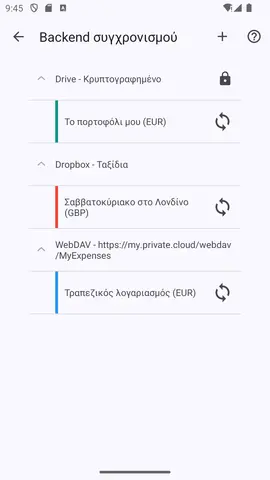 9:45
Backend συγχρονισμού
Drive - Κρυπτογραφημένο
Το πορτοφόλι μου (EUR)
Dropbox - Ταξίδια
Σαββατοκύριακο στο Λονδίνο
(GBP)
WebDAV - https://my.private.cloud/webdav
/MyExpenses
Τραπεζικός λογαριασμός (EUR)